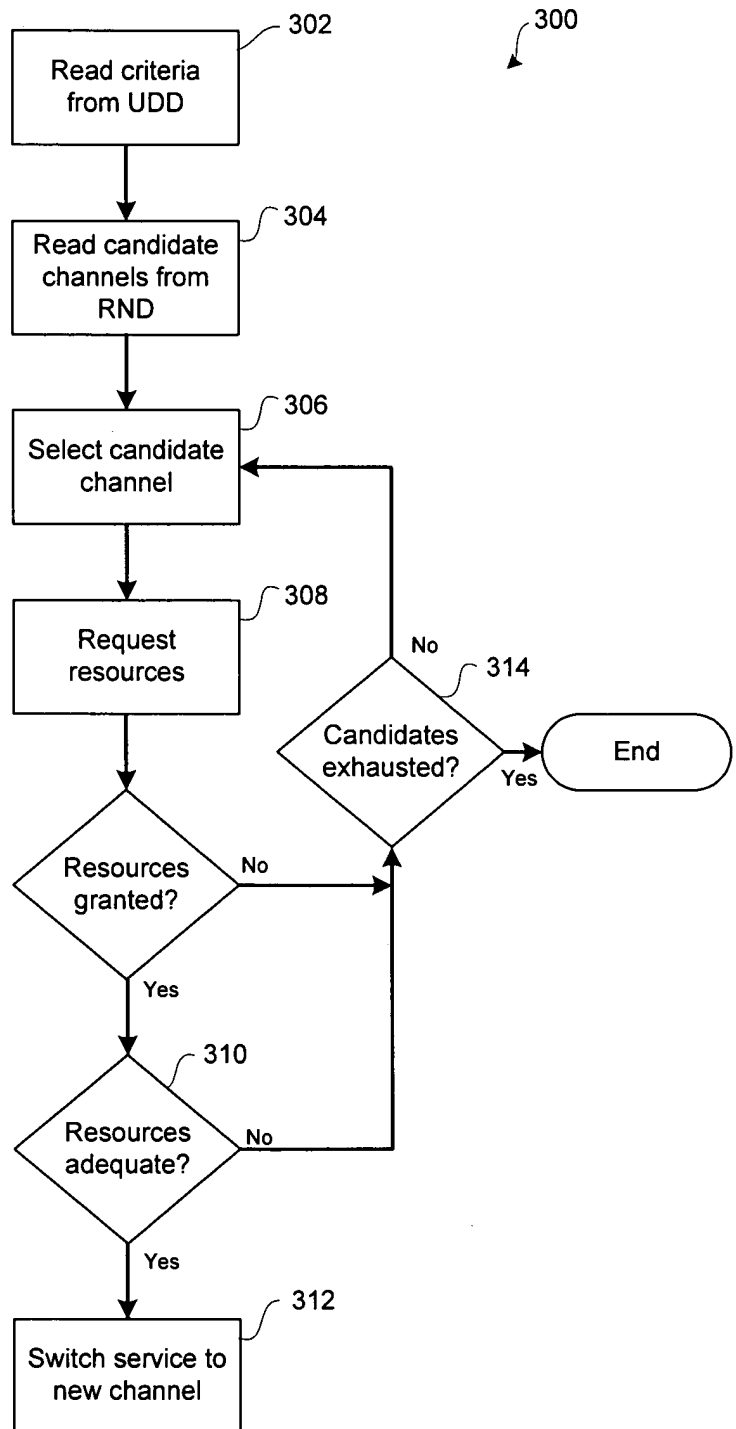 300
302
Read criteria
from UDD
304
Read candidate
channels from
RND
306
Select candidate
channel
308
Request
resources
No
314
Candidates
exhausted?
Yes
End
Resources
granted?
No
Yes
310
Resources
adequate?
No
Yes
312
Switch service to
new channel